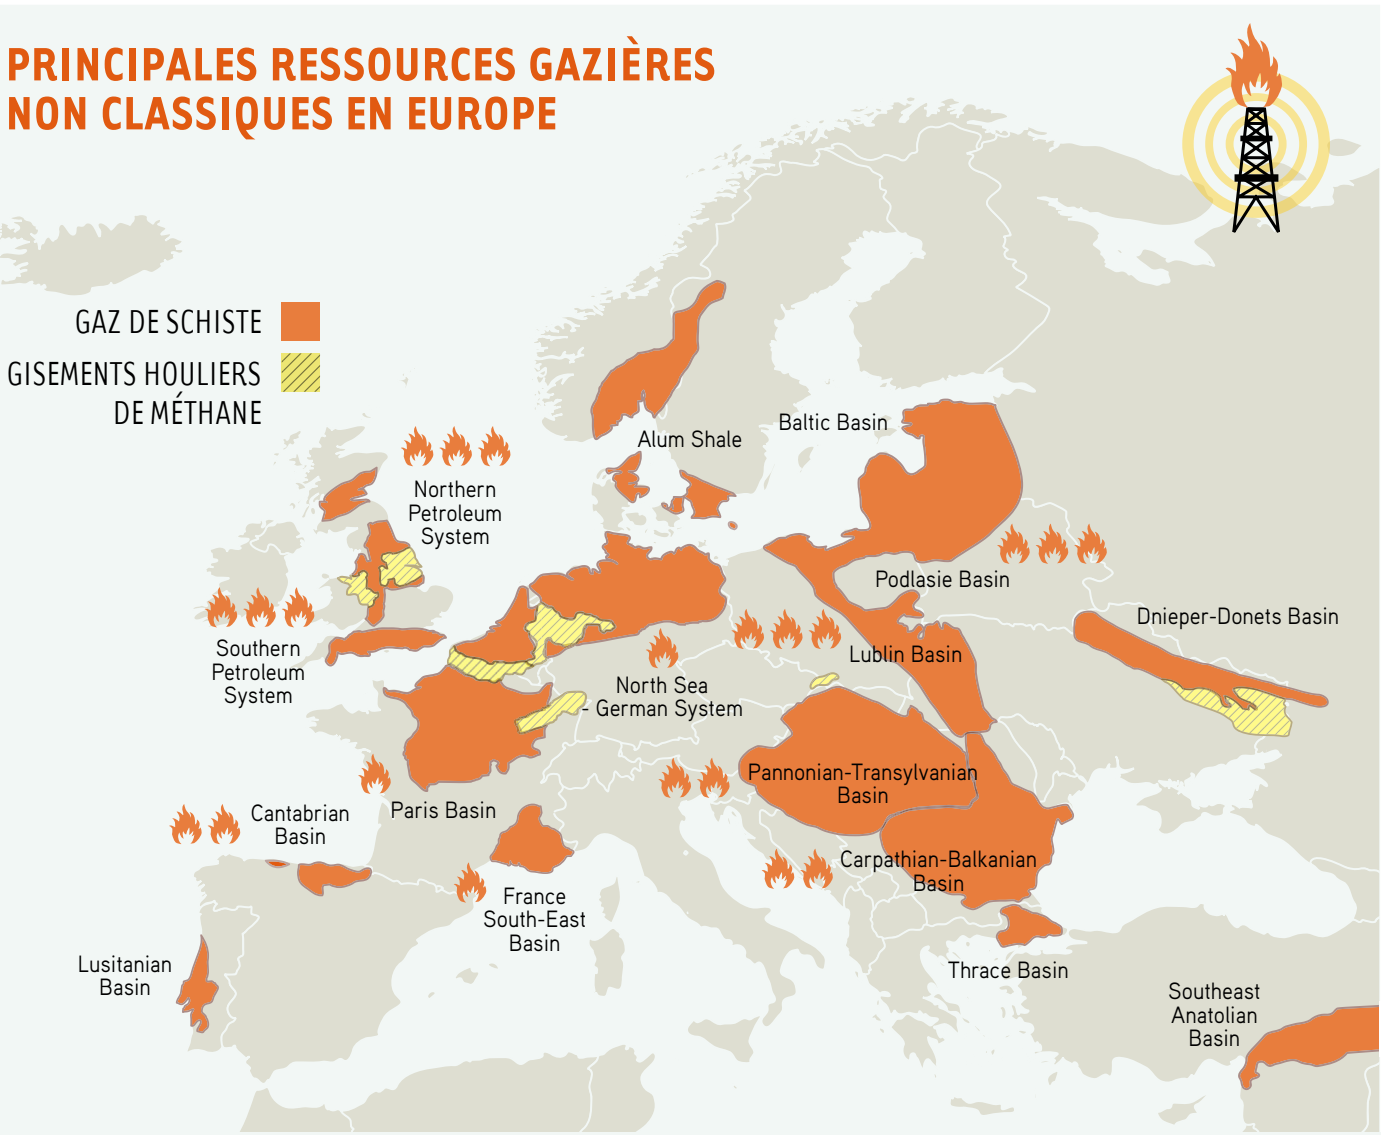 PRINCIPALES RESSOURCES GAZIÈRES
NON CLASSIQUES EN EUROPE
GAZ DE SCHISTE
GISEMENTS HOULIERS
DE MÉTHANE
Alum Shale
Baltic Basin
Northern
Petroleum
System
Podlasie Basin
Dnieper-Donets Basin
Southern
Petroleum
System
Lublin Basin
North Sea
- German System
Pannonian-Transylvanian
Basin
Paris Basin
Cantabrian
Basin
Carpathian-Balkanian
Basin
France
South-East
Basin
Lusitanian
Basin
Thrace Basin
Southeast
Anatolian
Basin